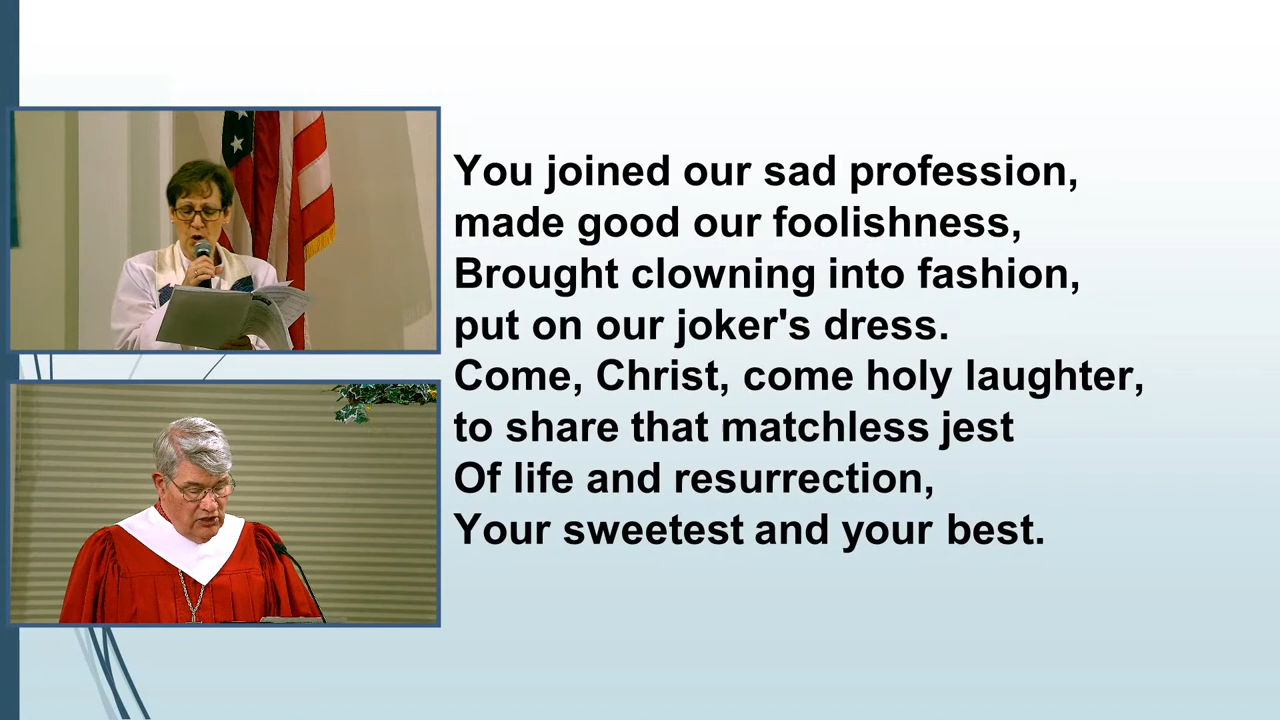 You joined our sad profession,
made good our foolishness,
Brought clowning into fashion,
put on our joker's dress.
Come, Christ, come holy laughter,
to share that matchless jest
Of life and resurrection,
Your sweetest and your best.